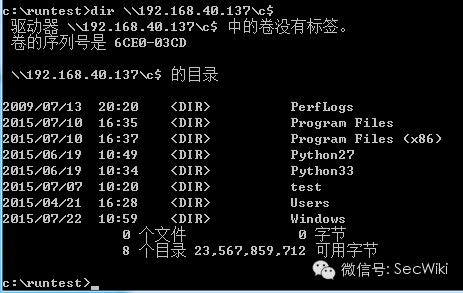 c:\runtest>dir \\192.168.40.137\c$
驱动器 \\192.168.40.137\c$ 中的卷没有标签。
卷的序列号是 6CE0-03CD
\\192.168.40.137\c$ 的目录
2009/07/13  20:20    <DIR>          PerfLogs
2015/07/10  16:35    <DIR>          Program Files
2015/07/10  16:37    <DIR>          Program Files (x86)
2015/06/19  10:49    <DIR>          Python27
2015/06/19  10:34    <DIR>          Python33
2015/07/07  10:20    <DIR>          test
2015/04/21  16:28    <DIR>          Users
2015/07/22  10:59    <DIR>          Windows
0 个文件              0 字节
8 个目录 23,567,859,712 可用字节
微信号: SecWiki
c:\runtest>